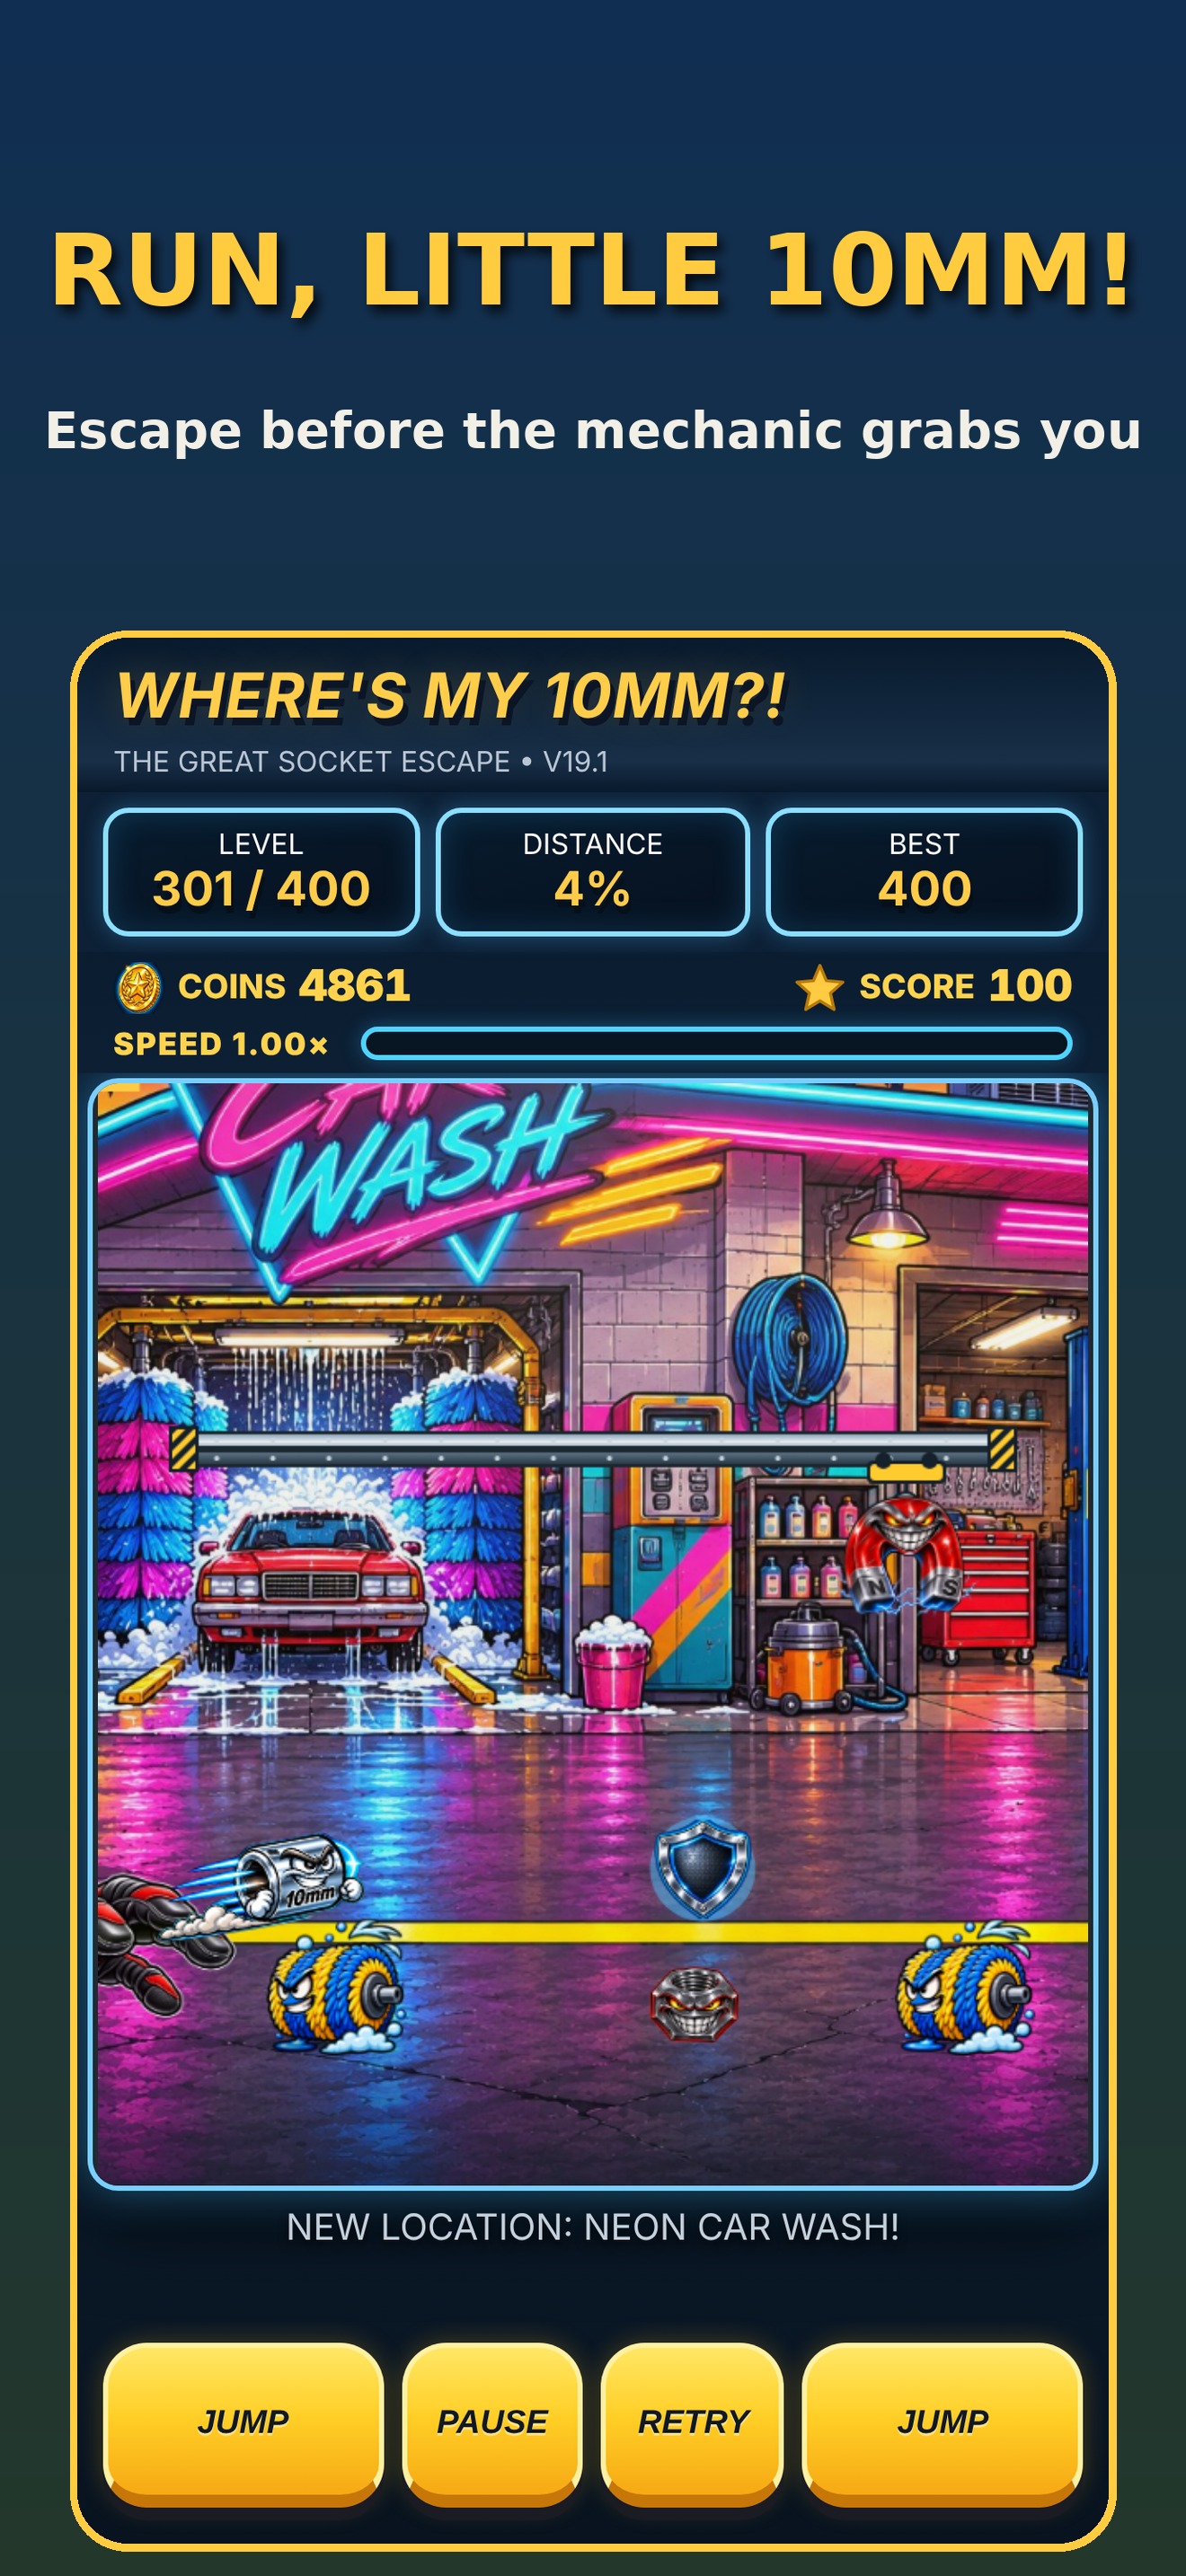 RUN, LITTLE 10MM!
Escape before the mechanic grabs you
WHERE'S MY 10MM?!
THE GREAT SOCKET ESCAPE • V19.1
LEVEL
301 / 400
DISTANCE
4%
BEST
400
COINS 4861
SCORE 100
SPEED 1.00×
CAR
WASH
N S
10mm
NEW LOCATION: NEON CAR WASH!
JUMP
PAUSE
RETRY
JUMP